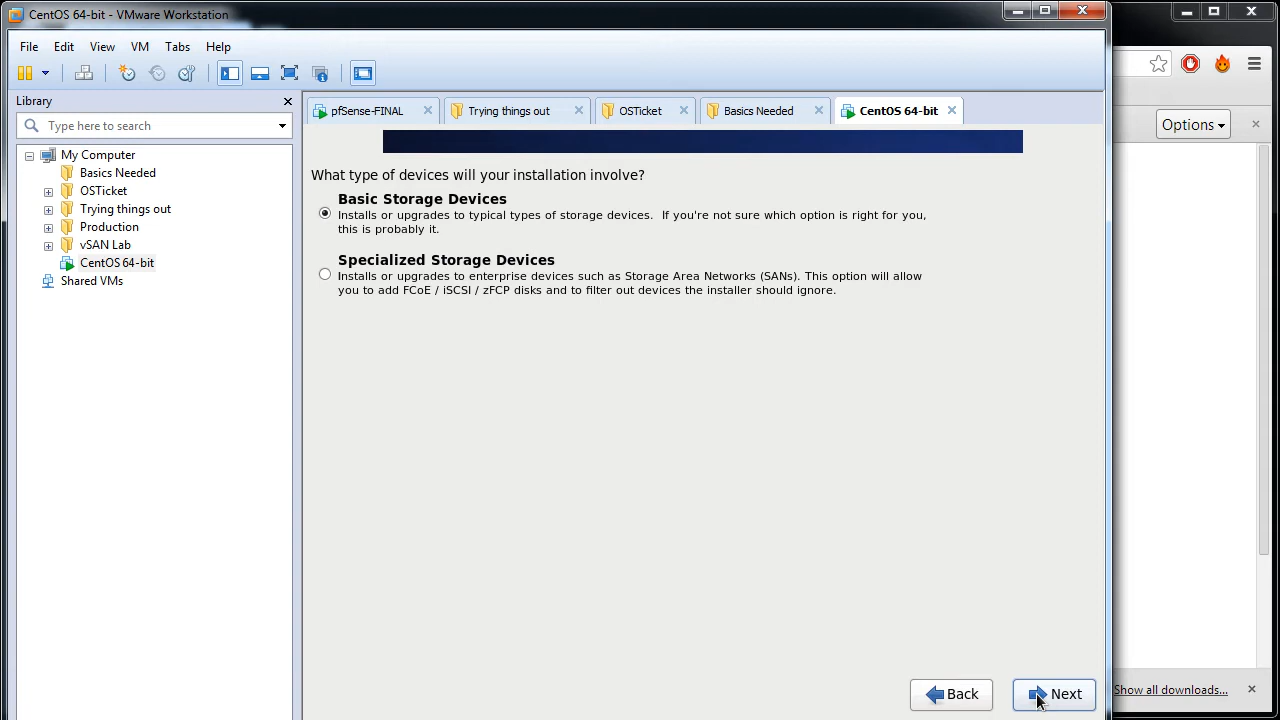 CentOS 64-bit - VMware Workstation
File Edit View VM Tabs Help
Library
Type here to search
My Computer
Basics Needed
OSTicket
Trying things out
Production
vSAN Lab
CentOS 64-bit
Shared VMs
pfSense-FINAL Trying things out OSTicket Basics Needed CentOS 64-bit
What type of devices will your installation involve?
Basic Storage Devices
Installs or upgrades to typical types of storage devices. If you're not sure which option is right for you,
this is probably it.
Specialized Storage Devices
Installs or upgrades to enterprise devices such as Storage Area Networks (SANs). This option will allow
you to add FCoE / iSCSI / zFCP disks and to filter out devices the installer should ignore.
Back Next
Options
Show all downloads...